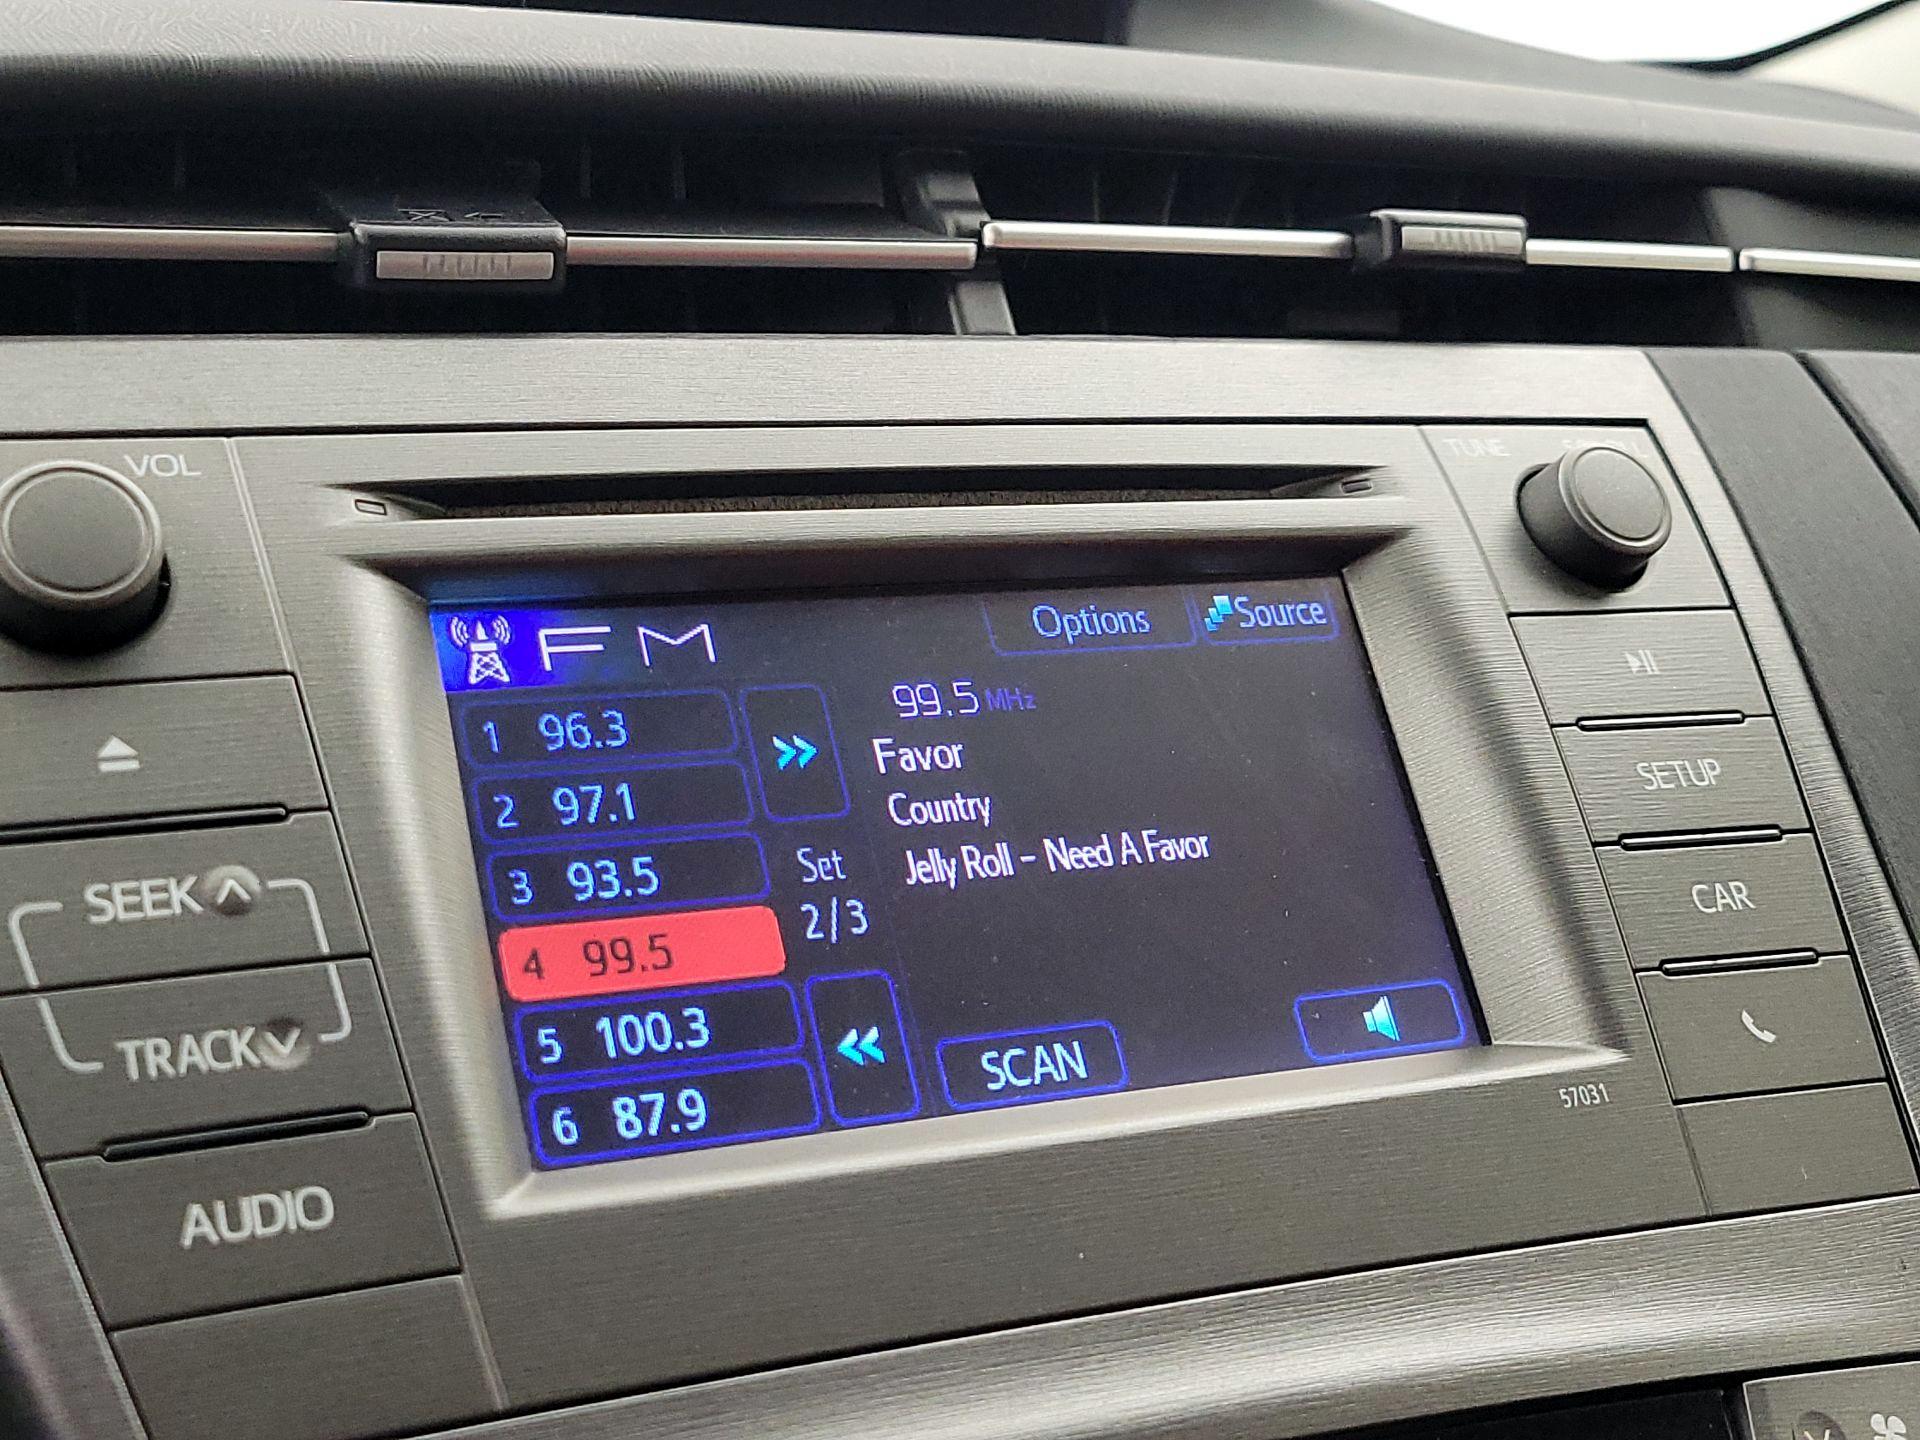 VOL
TUNE SCROLL
FM
Options
Source
1 96.3
2 97.1
3 93.5
4 99.5
5 100.3
6 87.9
Set
2/3
99.5 MHz
Favor
Country
Jelly Roll - Need A Favor
SCAN
SEEK
TRACK
AUDIO
SETUP
CAR
57031